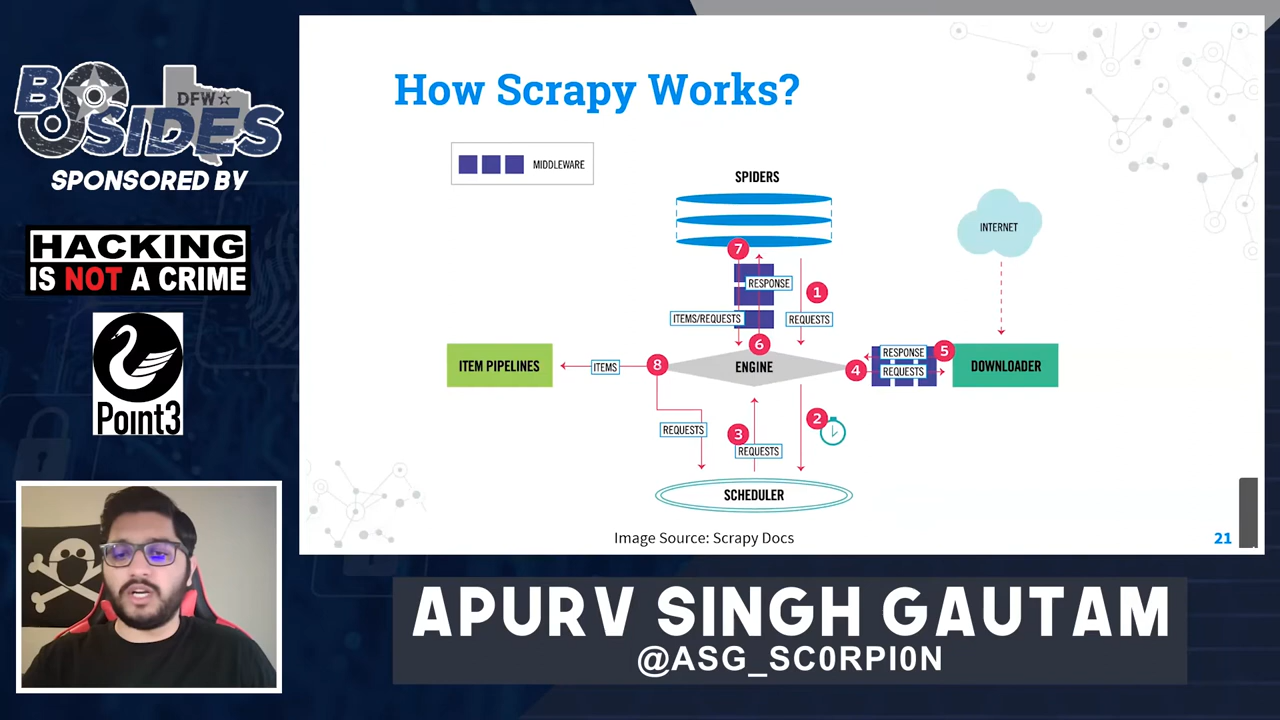 BSIDES
DFW
SPONSORED BY
HACKING
IS NOT A CRIME
Point3
How Scrapy Works?
MIDDLEWARE
SPIDERS
INTERNET
7
RESPONSE
1
ITEMS/REQUESTS
REQUESTS
6
ITEM PIPELINES
ITEMS
8
ENGINE
4
RESPONSE
5
REQUESTS
DOWNLOADER
REQUESTS
3
REQUESTS
2
SCHEDULER
Image Source: Scrapy Docs
21
APURV SINGH GAUTAM
@ASG_SC0RPI0N